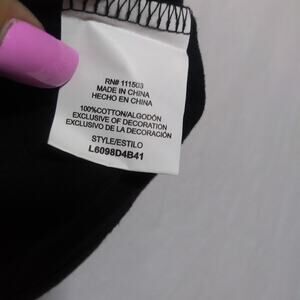 RN# 111503
MADE IN CHINA
HECHO EN CHINA
100%COTTON/ALGODÓN
EXCLUSIVE OF DECORATION
EXCLUSIVO DE LA DECORACIÓN
STYLE/ESTILO
L6098D4B41